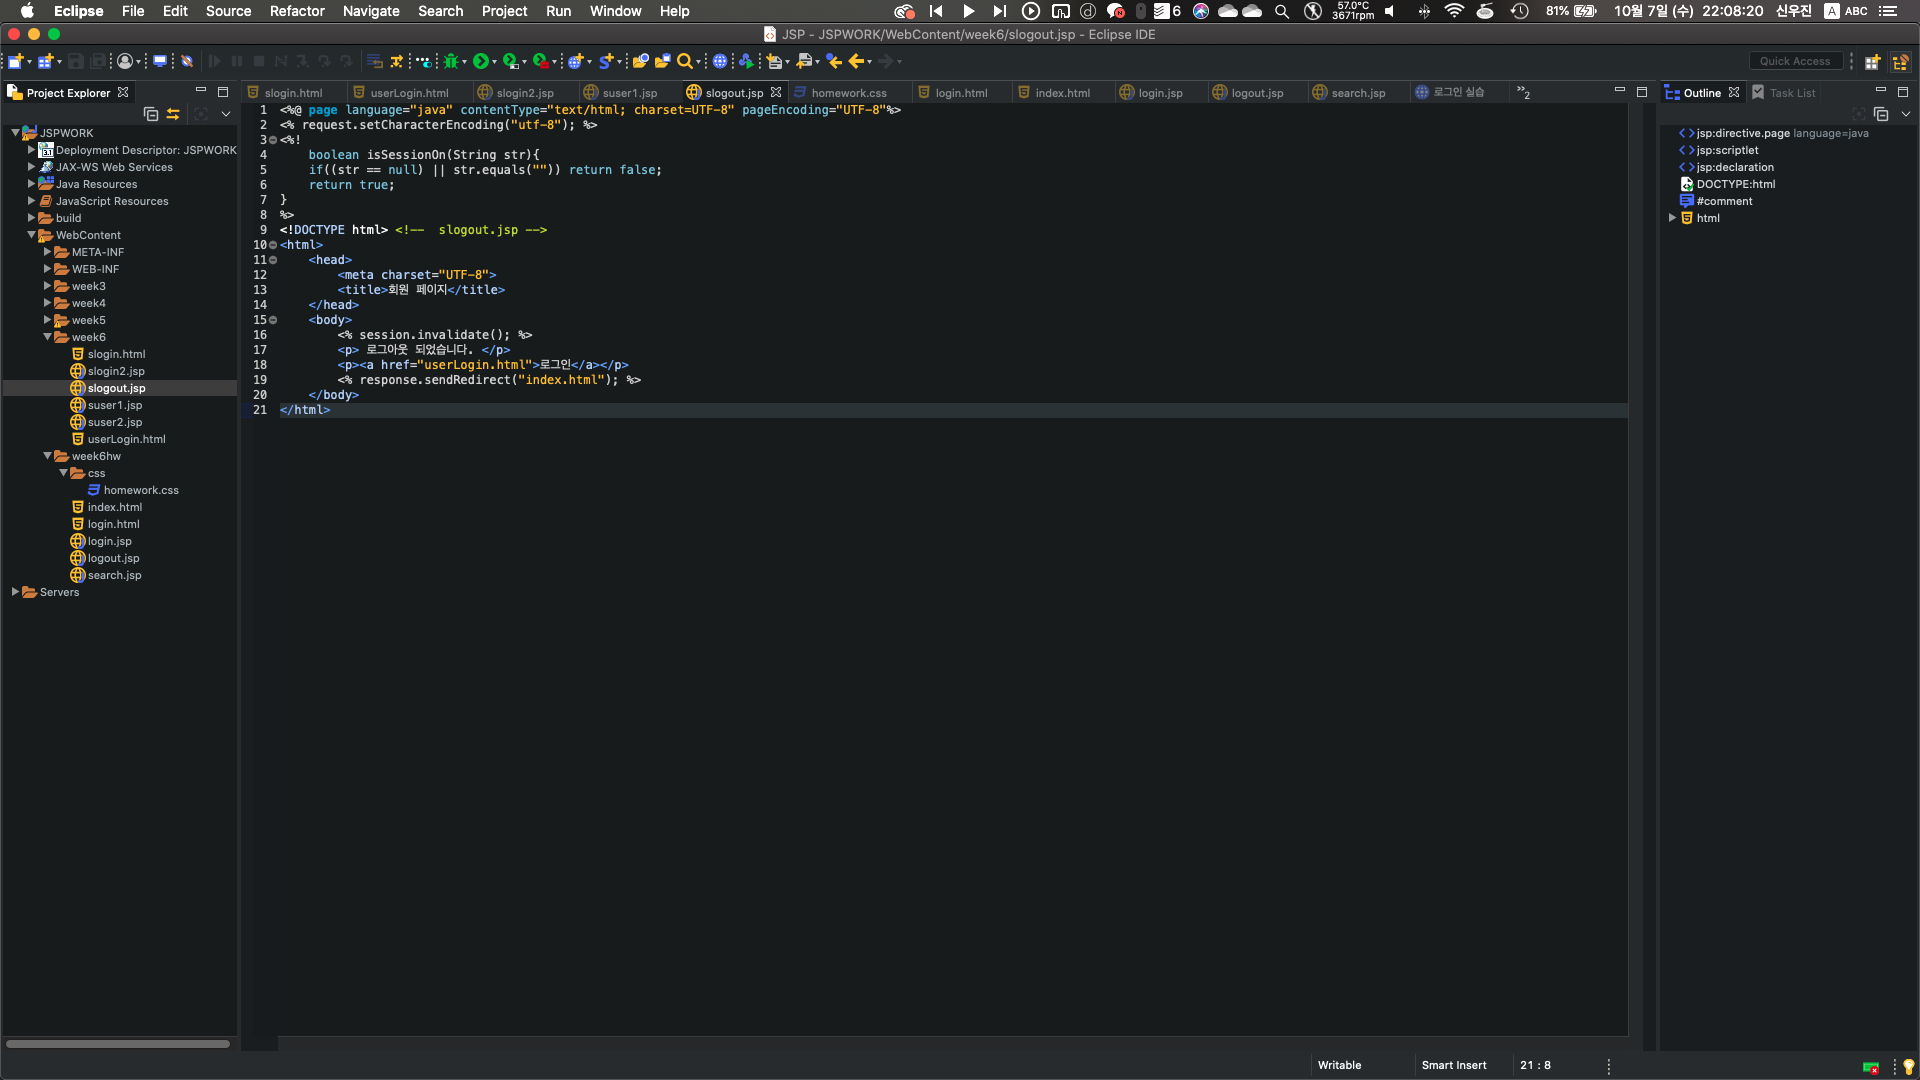 Eclipse File Edit Source Refactor Navigate Search Project Run Window Help
6 57.0°C 3671rpm 81% 10월 7일 (수) 22:08:20 신우진 A ABC
JSP - JSPWORK/WebContent/week6/slogout.jsp - Eclipse IDE
Quick Access
Project Explorer
slogin.html userLogin.html slogin2.jsp suser1.jsp slogout.jsp homework.css login.html index.html login.jsp logout.jsp search.jsp 로그인 실습 »2
Outline Task List
JSPWORK
Deployment Descriptor: JSPWORK
JAX-WS Web Services
Java Resources
JavaScript Resources
build
WebContent
META-INF
WEB-INF
week3
week4
week5
week6
slogin.html
slogin2.jsp
slogout.jsp
suser1.jsp
suser2.jsp
userLogin.html
week6hw
css
homework.css
index.html
login.html
login.jsp
logout.jsp
search.jsp
Servers
1 <%@ page language="java" contentType="text/html; charset=UTF-8" pageEncoding="UTF-8"%>
2 <% request.setCharacterEncoding("utf-8"); %>
3 <%!
4 boolean isSessionOn(String str){
5 if((str == null) || str.equals("")) return false;
6 return true;
7 }
8 %>
9 <!DOCTYPE html> <!--  slogout.jsp -->
10 <html>
11 <head>
12 <meta charset="UTF-8">
13 <title>회원 페이지</title>
14 </head>
15 <body>
16 <% session.invalidate(); %>
17 <p> 로그아웃 되었습니다. </p>
18 <p><a href="userLogin.html">로그인</a></p>
19 <% response.sendRedirect("index.html"); %>
20 </body>
21 </html>
jsp:directive.page language=java
jsp:scriptlet
jsp:declaration
DOCTYPE:html
#comment
html
Writable Smart Insert 21 : 8